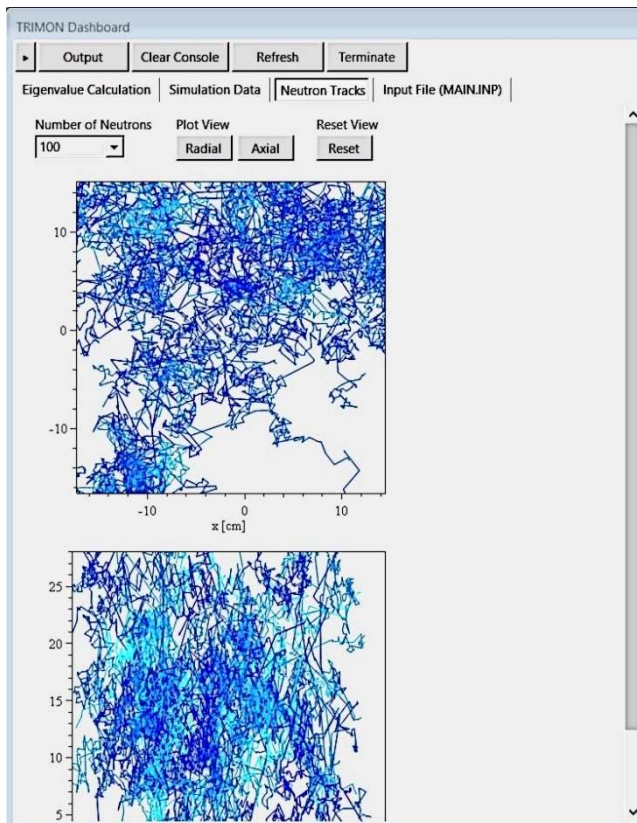 TRIMON Dashboard
Output Clear Console Refresh Terminate
Eigenvalue Calculation Simulation Data Neutron Tracks Input File (MAIN.INP)
Number of Neutrons Plot View Reset View
100 Radial Axial Reset
10
0
-10
-10 0 10
x [cm]
25
20
15
10
5